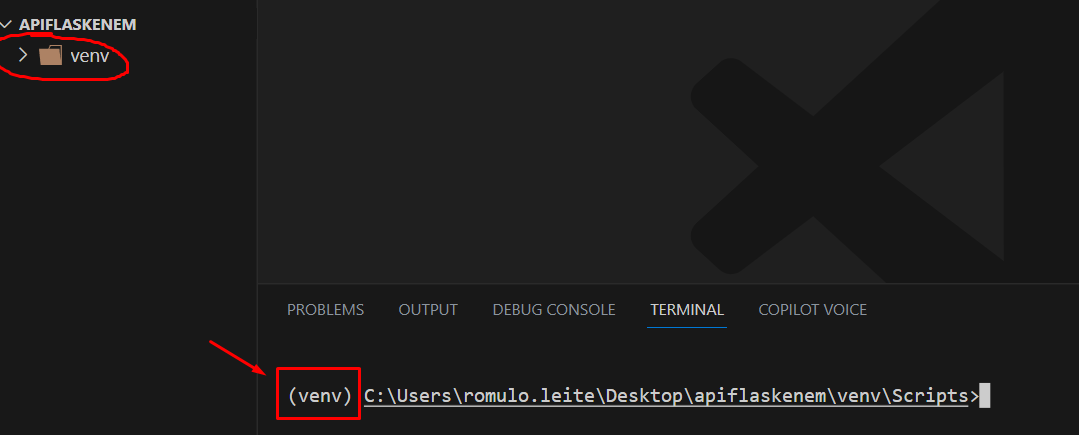 APIFLASKENEM
venv
PROBLEMS OUTPUT DEBUG CONSOLE TERMINAL COPILOT VOICE
(venv) C:\Users\romulo.leite\Desktop\apiflaskenem\venv\Scripts>